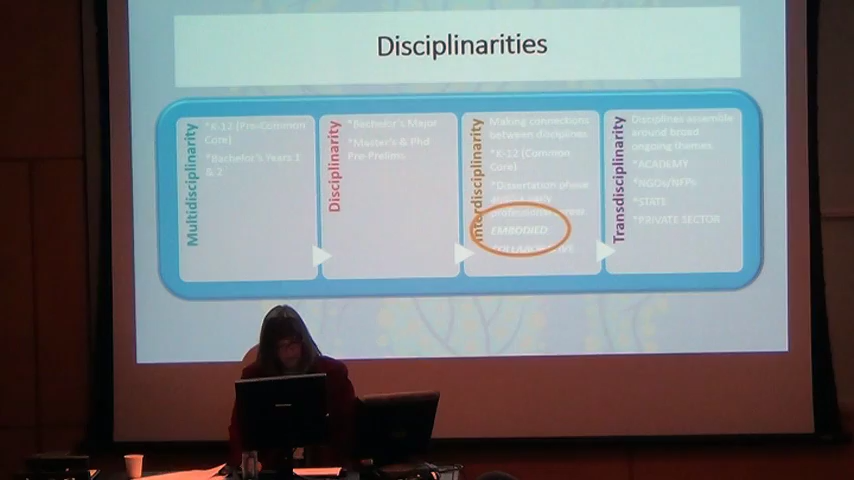 Disciplinarities
Multidisciplinarity
*K-12 (Pre-Common
Core)
*Bachelor's Years 1
& 2
Disciplinarity
*Bachelor's Major
*Master's & Phd
Pre-Prelims
Interdisciplinarity
Making connections
between disciplines
*K-12 (Common
Core)
*Dissertation phase
EMBODIED
Transdisciplinarity
Disciplines assemble
around broad
ongoing themes
*ACADEMY
*NGOs/NFPs
*STATE
*PRIVATE SECTOR